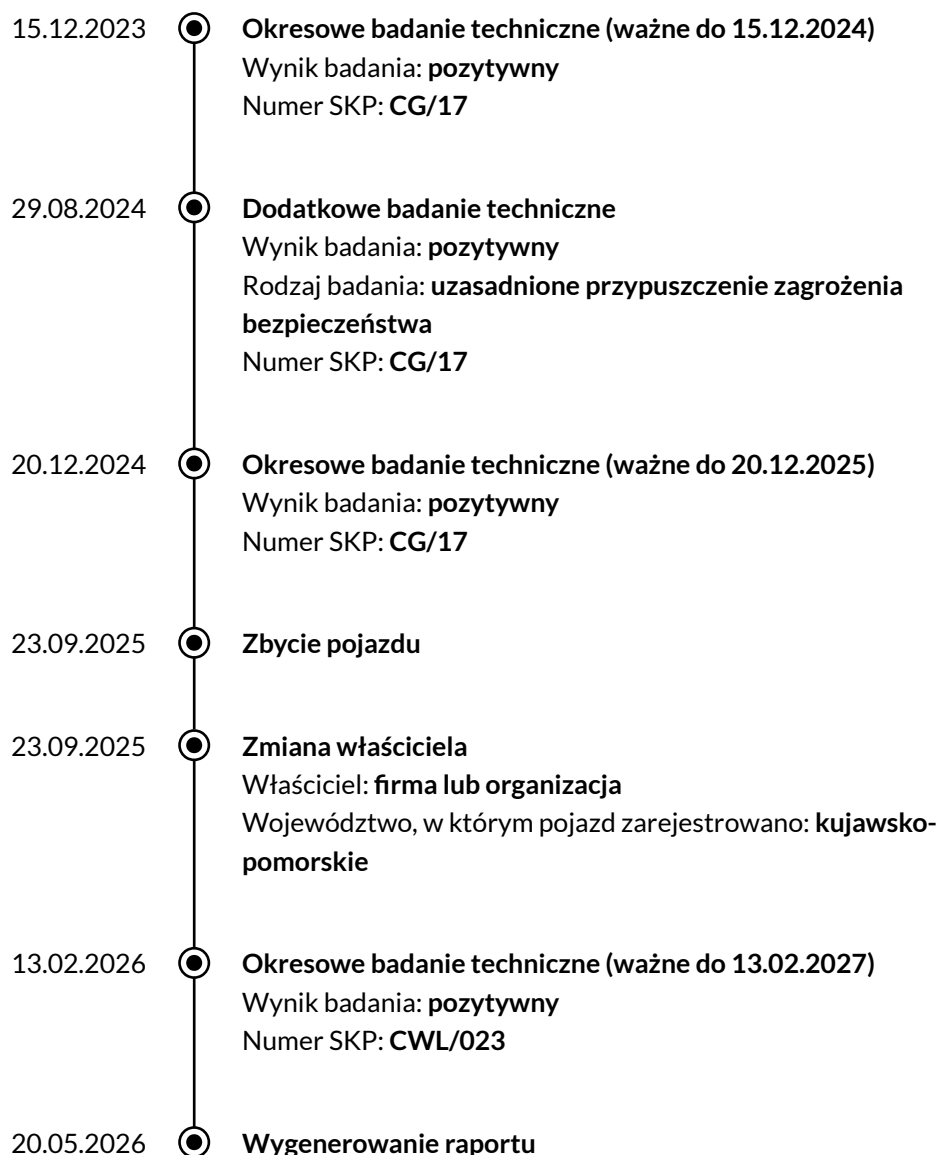 15.12.2023 Okresowe badanie techniczne (ważne do 15.12.2024)
Wynik badania: pozytywny
Numer SKP: CG/17
29.08.2024 Dodatkowe badanie techniczne
Wynik badania: pozytywny
Rodzaj badania: uzasadnione przypuszczenie zagrożenia
bezpieczeństwa
Numer SKP: CG/17
20.12.2024 Okresowe badanie techniczne (ważne do 20.12.2025)
Wynik badania: pozytywny
Numer SKP: CG/17
23.09.2025 Zbycie pojazdu
23.09.2025 Zmiana właściciela
Właściciel: firma lub organizacja
Województwo, w którym pojazd zarejestrowano: kujawsko-
pomorskie
13.02.2026 Okresowe badanie techniczne (ważne do 13.02.2027)
Wynik badania: pozytywny
Numer SKP: CWL/023
20.05.2026 Wygenerowanie raportu